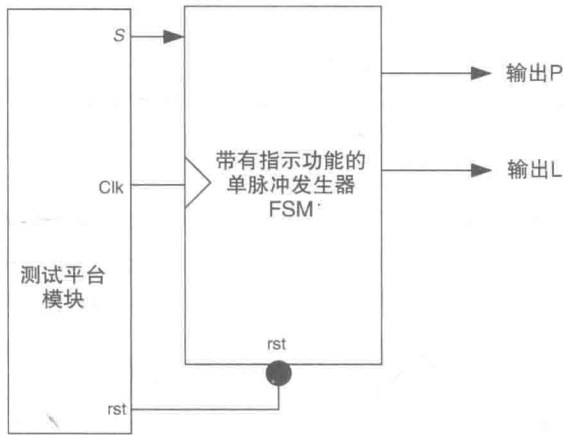 S
输出P
带有指示功能的
单脉冲发生器
FSM
输出L
Clk
测试平台
模块
rst
rst